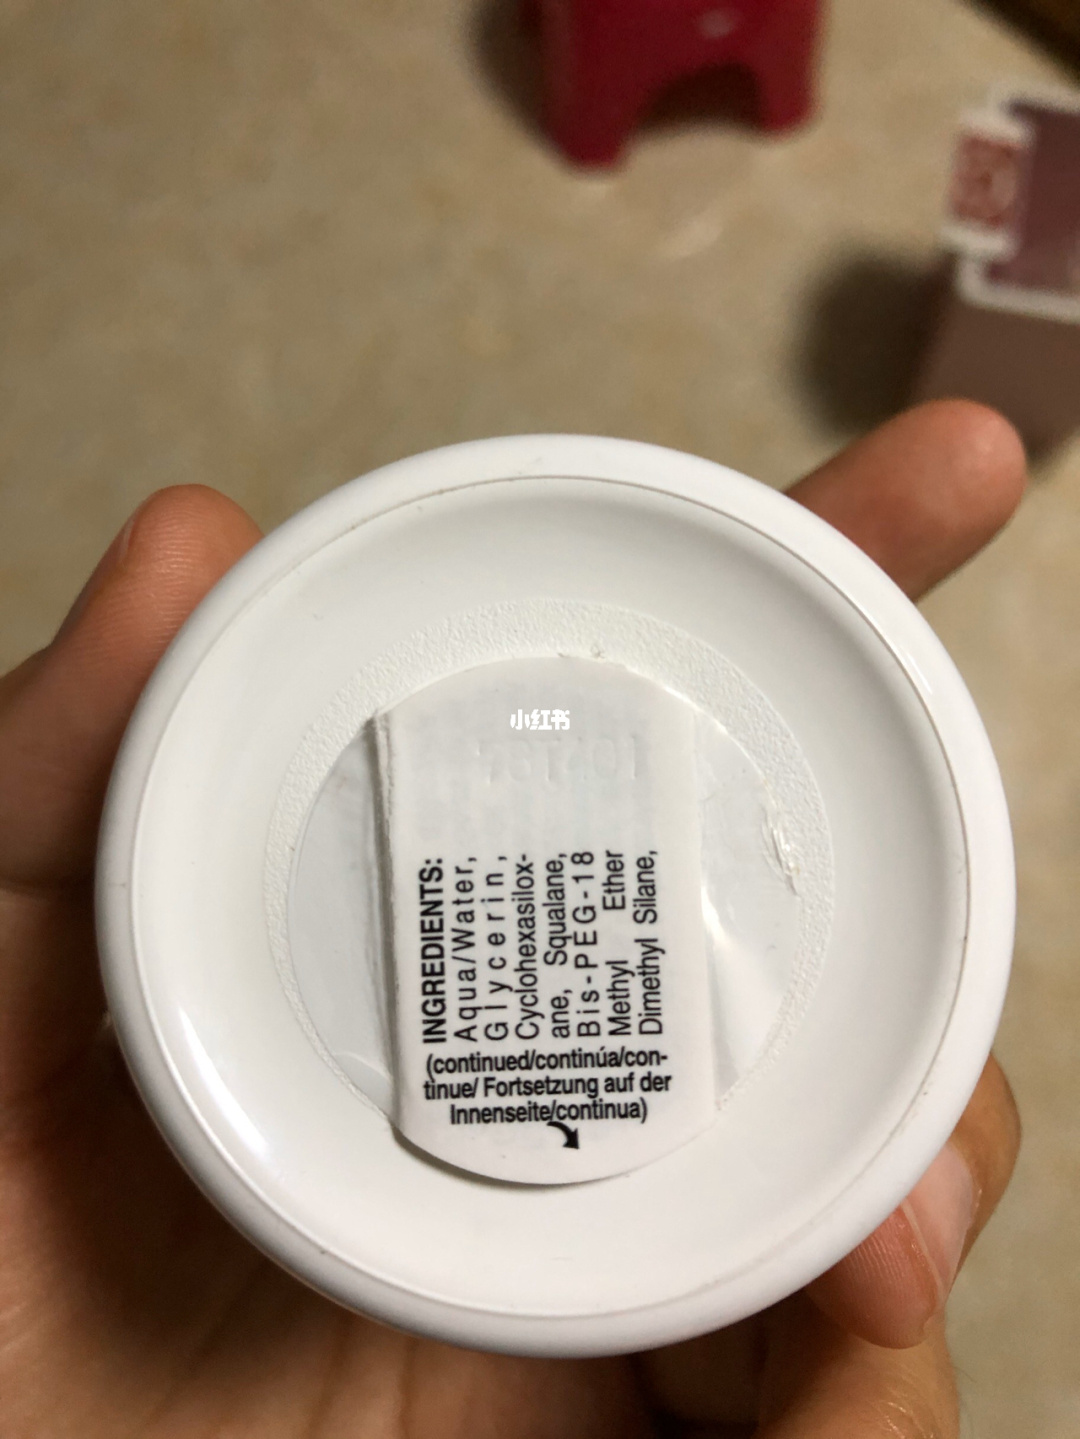 小红书
INGREDIENTS:
Aqua/Water,
Glycerin,
Cyclohexasilox-
ane, Squalane,
Bis-PEG-18
Methyl Ether
Dimethyl Silane,
(continued/continúa/con-
tinue/ Fortsetzung auf der
Innenseite/continua)